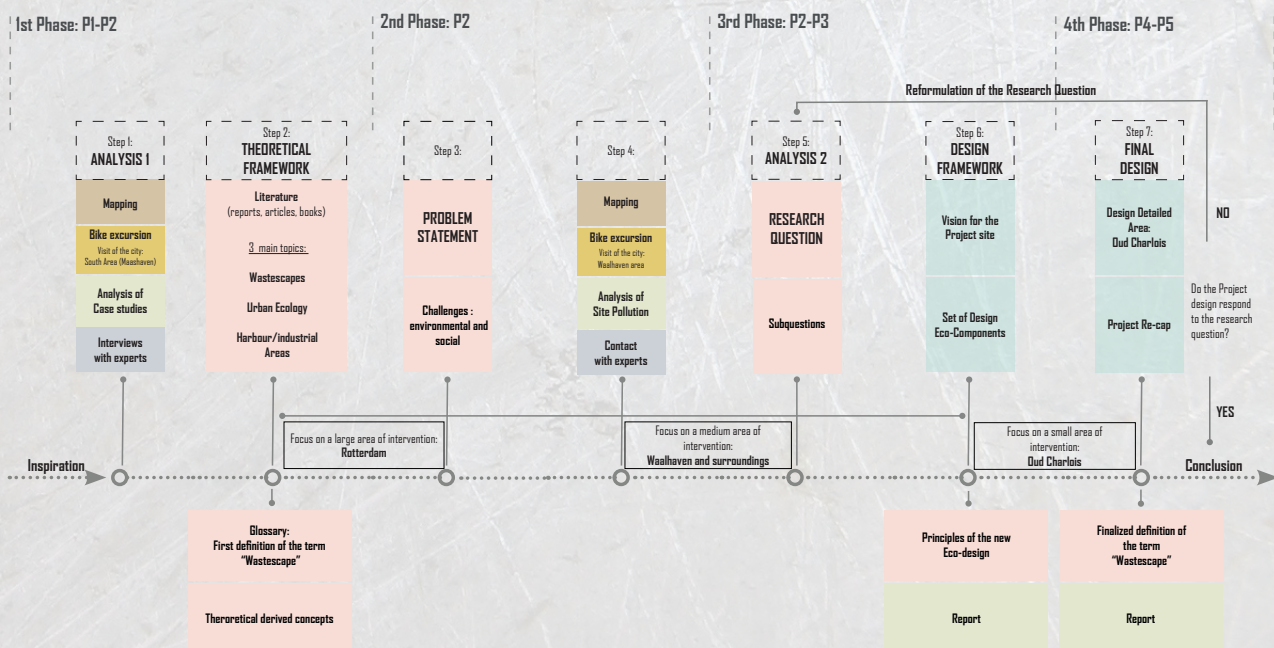 1st Phase: P1-P2
2nd Phase: P2
3rd Phase: P2-P3
4th Phase: P4-P5
Reformulation of the Research Question
Step 1:
ANALYSIS 1
Mapping
Bike excursion
Visit of the city:
South Area (Maashaven)
Analysis of
Case studies
Interviews
with experts
Step 2:
THEORETICAL
FRAMEWORK
Literature
(reports, articles, books)
3 main topics:
Wastescapes
Urban Ecology
Harbour/industrial
Areas
Step 3:
PROBLEM
STATEMENT
Challenges :
environmental and
social
Step 4:
Mapping
Bike excursion
Visit of the city:
Waalhaven area
Analysis of
Site Pollution
Contact
with experts
Step 5:
ANALYSIS 2
RESEARCH
QUESTION
Subquestions
Step 6:
DESIGN
FRAMEWORK
Vision for the
Project site
Set of Design
Eco-Components
Step 7:
FINAL
DESIGN
Design Detailed
Area:
Oud Charlois
Project Re-cap
NO
Do the Project
design respond
to the research
question?
YES
Focus on a large area of intervention:
Rotterdam
Focus on a medium area of
intervention:
Waalhaven and surroundings
Focus on a small area of
intervention:
Oud Charlois
Inspiration
Conclusion
Glossary:
First definition of the term
"Wastescape"
Theroretical derived concepts
Principles of the new
Eco-design
Report
Finalized definition of
the term
"Wastescape"
Report